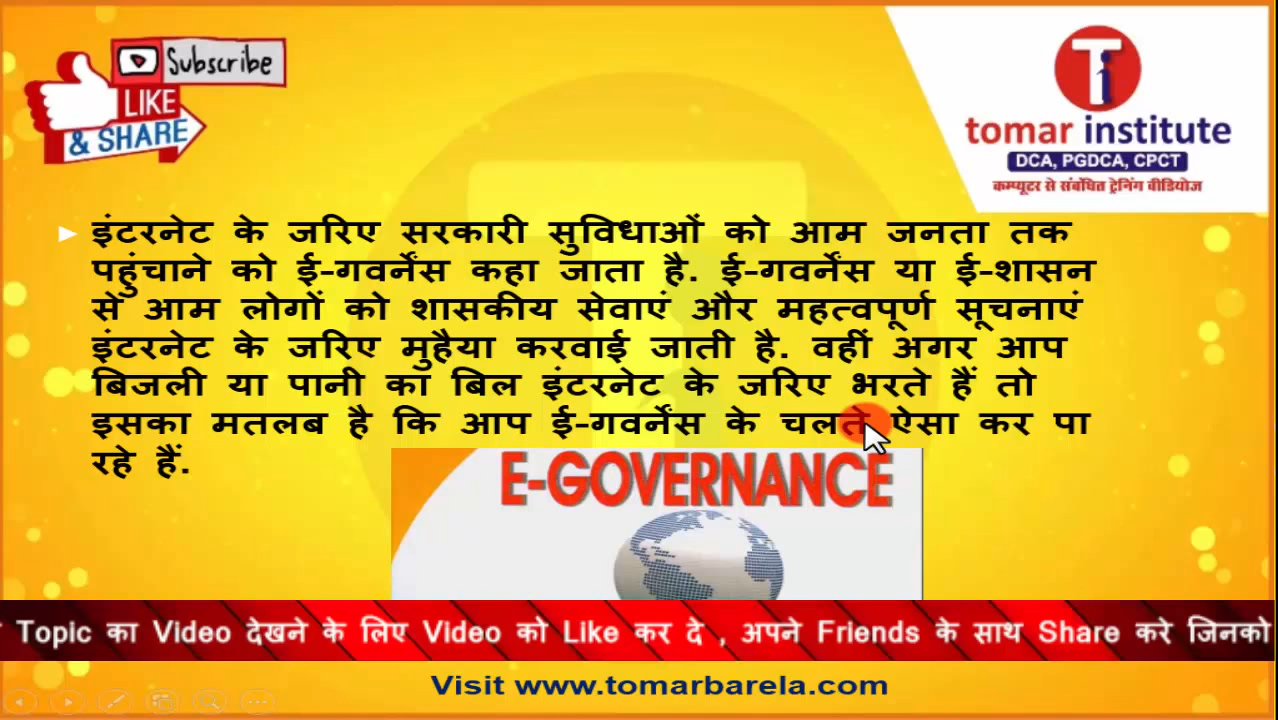 Subscribe
LIKE
& SHARE
Ti
tomar institute
DCA, PGDCA, CPCT
कम्प्यूटर से संबंधित ट्रेनिंग वीडियोज
इंटरनेट के जरिए सरकारी सुविधाओं को आम जनता तक
पहुंचाने को ई-गवर्नेंस कहा जाता है. ई-गवर्नेंस या ई-शासन
से आम लोगों को शासकीय सेवाएं और महत्वपूर्ण सूचनाएं
इंटरनेट के जरिए मुहैया करवाई जाती है. वहीं अगर आप
बिजली या पानी का बिल इंटरनेट के जरिए भरते हैं तो
इसका मतलब है कि आप ई-गवर्नेंस के चलते ऐसा कर पा
रहे हैं.
E-GOVERNANCE
Topic का Video देखने के लिए Video को Like कर दे , अपने Friends के साथ Share करे जिनको
Visit www.tomarbarela.com